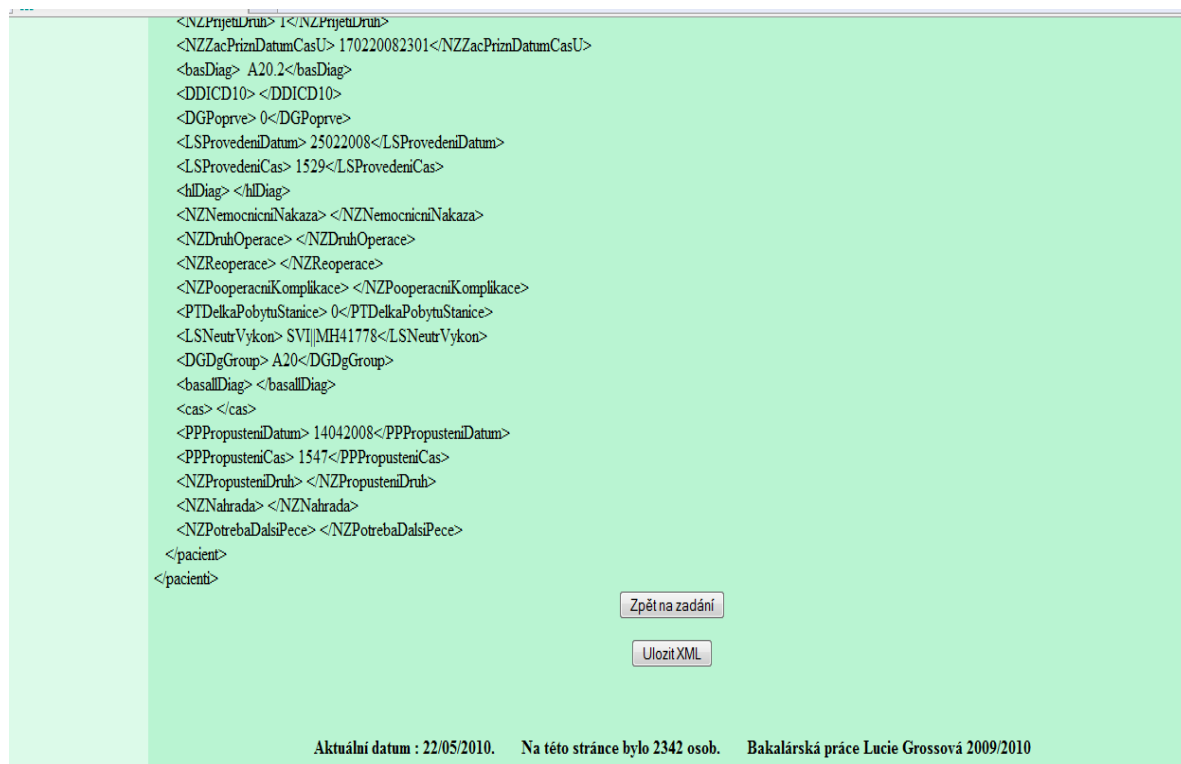 <NZPrijetiDruh> 1</NZPrijetiDruh>
<NZZacPriznDatumCasU> 170220082301</NZZacPriznDatumCasU>
<basDiag>  A20.2</basDiag>
<DDICD10> </DDICD10>
<DGPoprve> 0</DGPoprve>
<LSProvedeniDatum> 25022008</LSProvedeniDatum>
<LSProvedeniCas> 1529</LSProvedeniCas>
<hlDiag> </hlDiag>
<NZNemocnicniNakaza> </NZNemocnicniNakaza>
<NZDruhOperace> </NZDruhOperace>
<NZReoperace> </NZReoperace>
<NZPooperacniKomplikace> </NZPooperacniKomplikace>
<PTDelkaPobytuStanice> 0</PTDelkaPobytuStanice>
<LSNeutrVykon> SVI||MH41778</LSNeutrVykon>
<DGDgGroup> A20</DGDgGroup>
<basallDiag> </basallDiag>
<cas> </cas>
<PPPropusteniDatum> 14042008</PPPropusteniDatum>
<PPPropusteniCas> 1547</PPPropusteniCas>
<NZPropusteniDruh> </NZPropusteniDruh>
<NZNahrada> </NZNahrada>
<NZPotrebaDalsiPece> </NZPotrebaDalsiPece>
</pacient>
</pacienti>
Zpět na zadání
Ulozit XML
Aktuální datum : 22/05/2010. Na této stránce bylo 2342 osob. Bakalárská práce Lucie Grossová 2009/2010